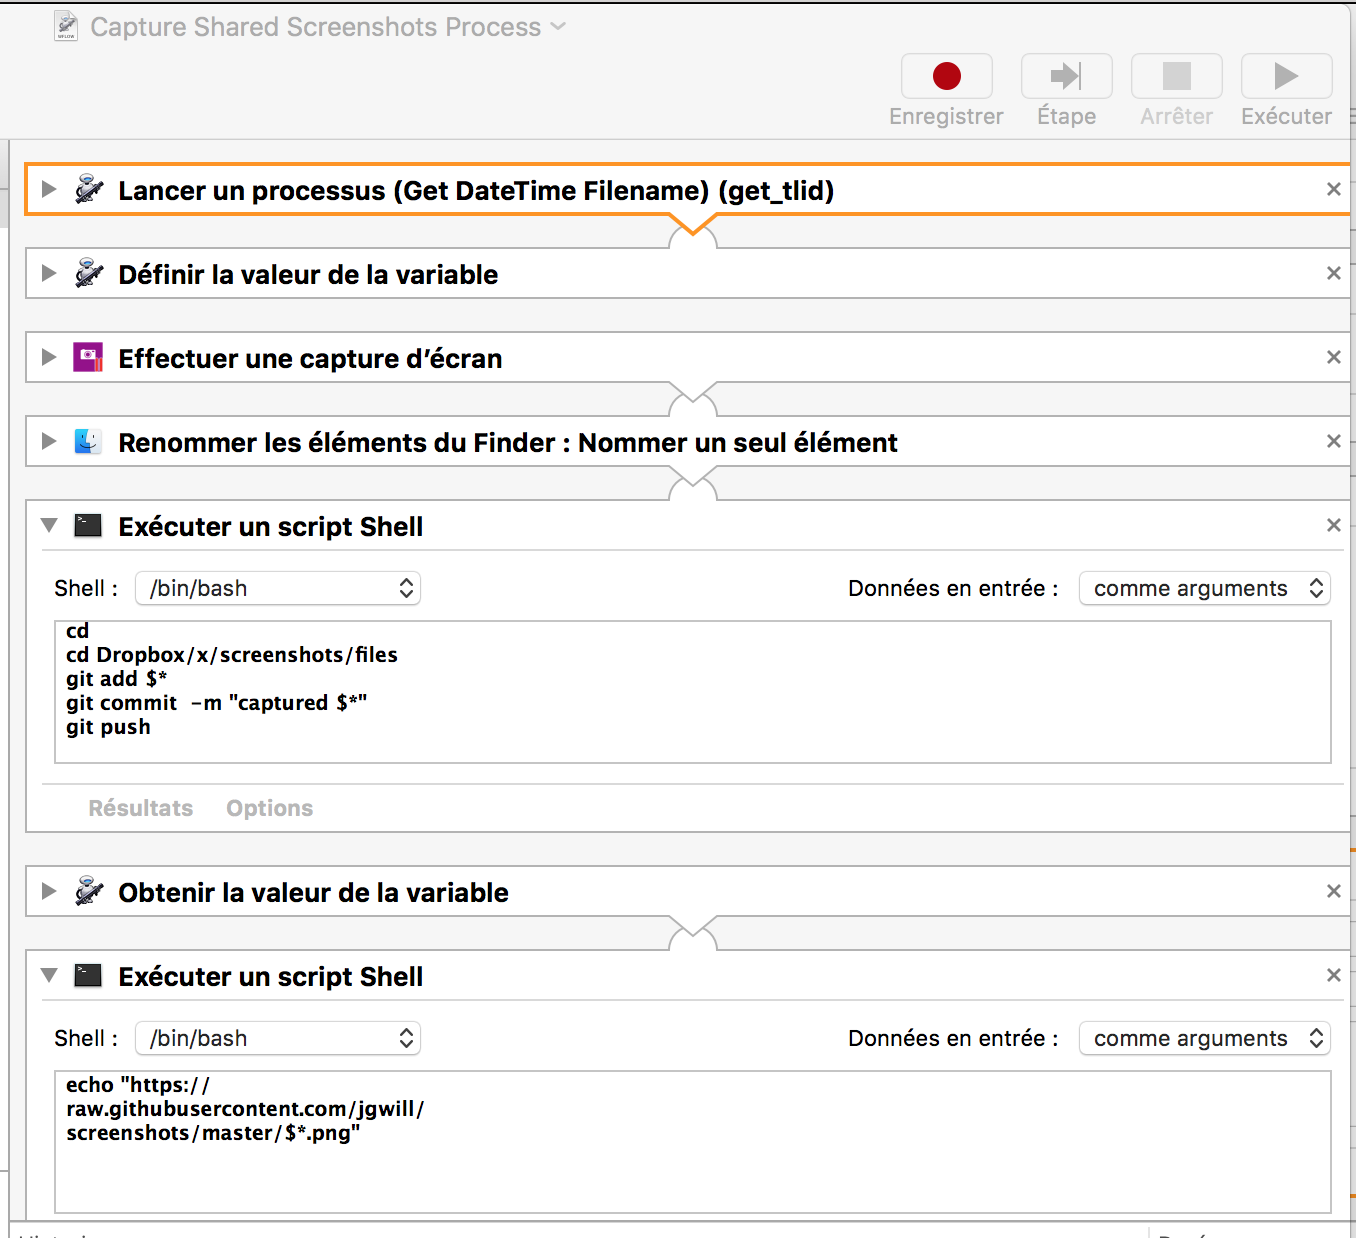 Capture Shared Screenshots Process
Enregistrer Étape Arrêter Exécuter
Lancer un processus (Get DateTime Filename) (get_tlid)
Définir la valeur de la variable
Effectuer une capture d’écran
Renommer les éléments du Finder : Nommer un seul élément
Exécuter un script Shell
Shell : /bin/bash Données en entrée : comme arguments
cd
cd Dropbox/x/screenshots/files
git add $*
git commit  -m "captured $*"
git push
Résultats Options
Obtenir la valeur de la variable
Exécuter un script Shell
Shell : /bin/bash Données en entrée : comme arguments
echo "https://
raw.githubusercontent.com/jgwill/
screenshots/master/$*.png"